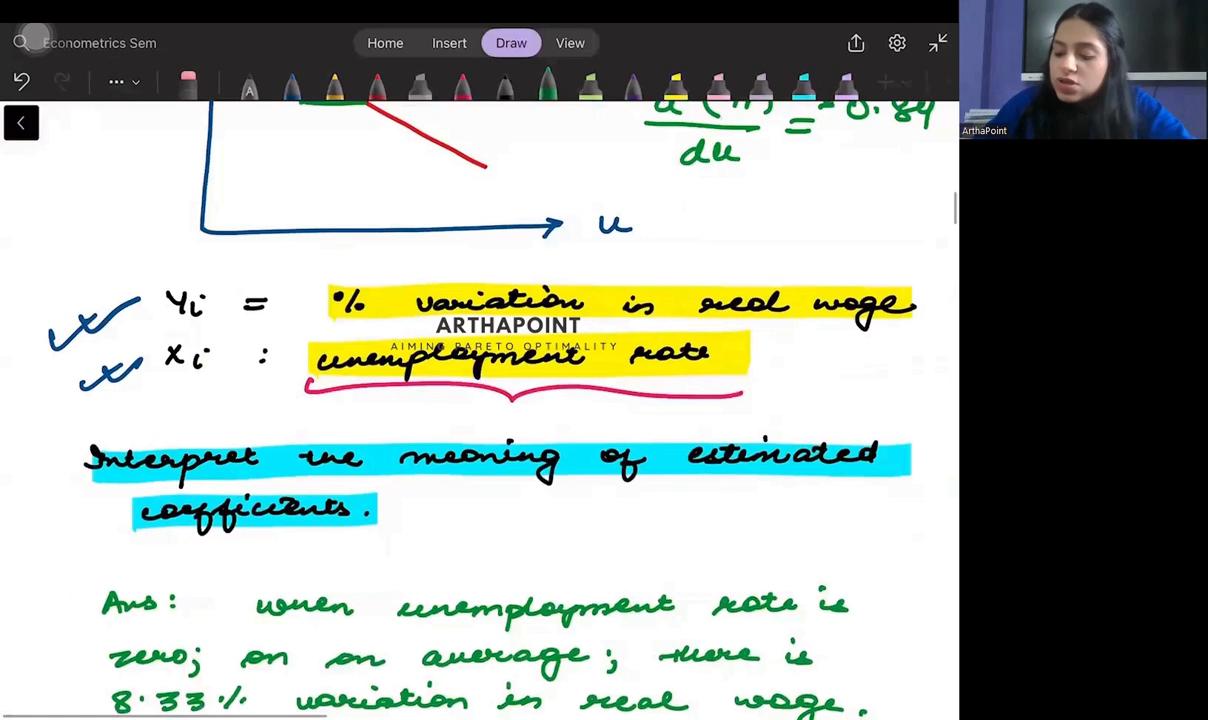 Econometrics Sem
Home Insert Draw View
A
ArthaPoint
= -0.84
du
u
Yi = % variation in real wage
ARTHAPOINT
AIMING PARETO OPTIMALITY
Xi : unemployment rate
Interpret the meaning of estimated
coefficients.
Ans: when unemployment rate is
zero; on an average; there is
8.33% variation in real wage.